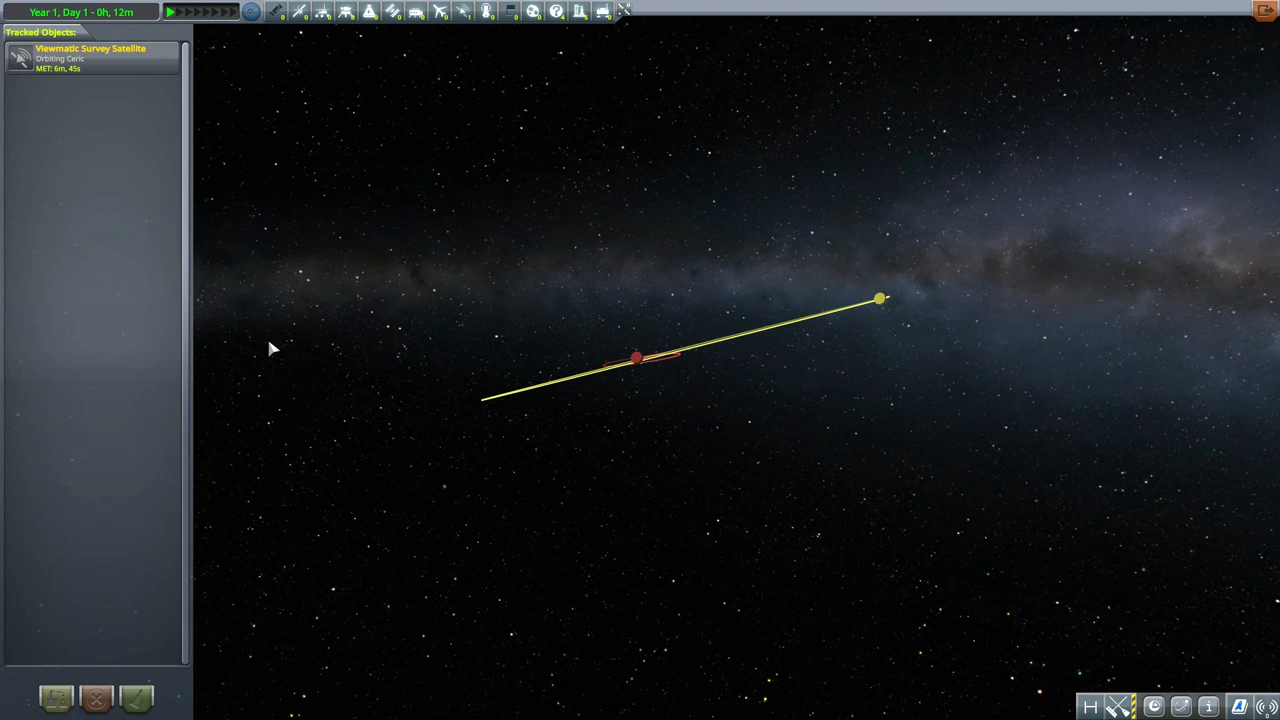 Year 1, Day 1 - 0h, 12m
Tracked Objects:
Viewmatic Survey Satellite
Orbiting Ceric
MET: 6m, 45s